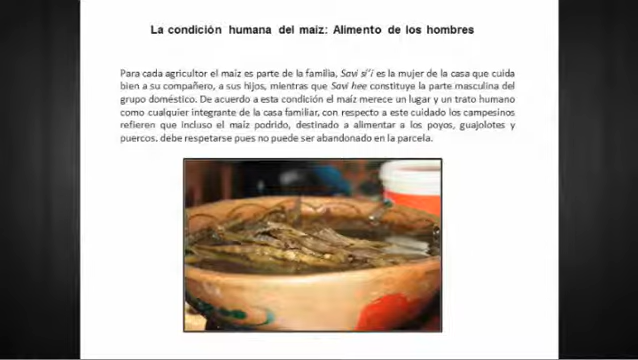 La condición humana del maíz: Alimento de los hombres
Para cada agricultor el maíz es parte de la familia, Savi si'í es la mujer de la casa que cuida
bien a su compañero, a sus hijos, mientras que Savi hee constituye la parte masculina del
grupo doméstico. De acuerdo a esta condición el maíz merece un lugar y un trato humano
como cualquier integrante de la casa familiar, con respecto a este cuidado los campesinos
refieren que incluso el maíz podrido, destinado a alimentar a los poyos, guajolotes y
puercos, debe respetarse pues no puede ser abandonado en la parcela.